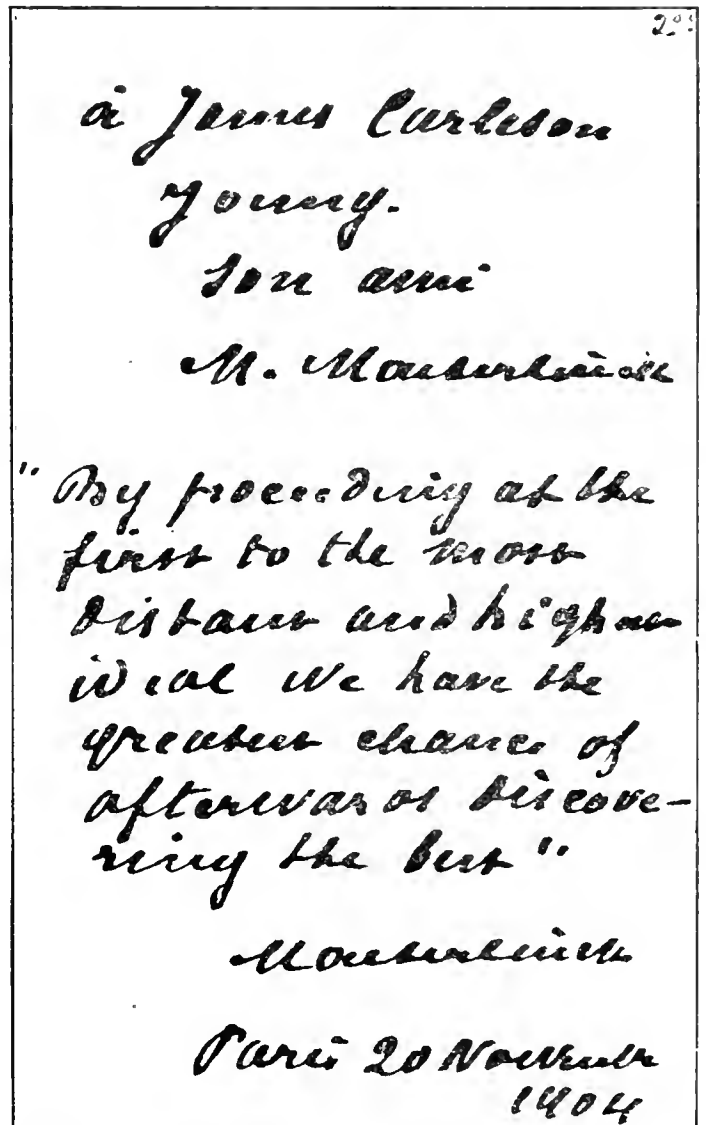 à James Carleson
Young.
son ami
M. Maeterlinck
"By proceeding at the
first to the most
distant and highest
ideal we have the
greatest chance of
afterwards discove-
ring the best"
Maeterlinck
Paris 20 Novembre
1904